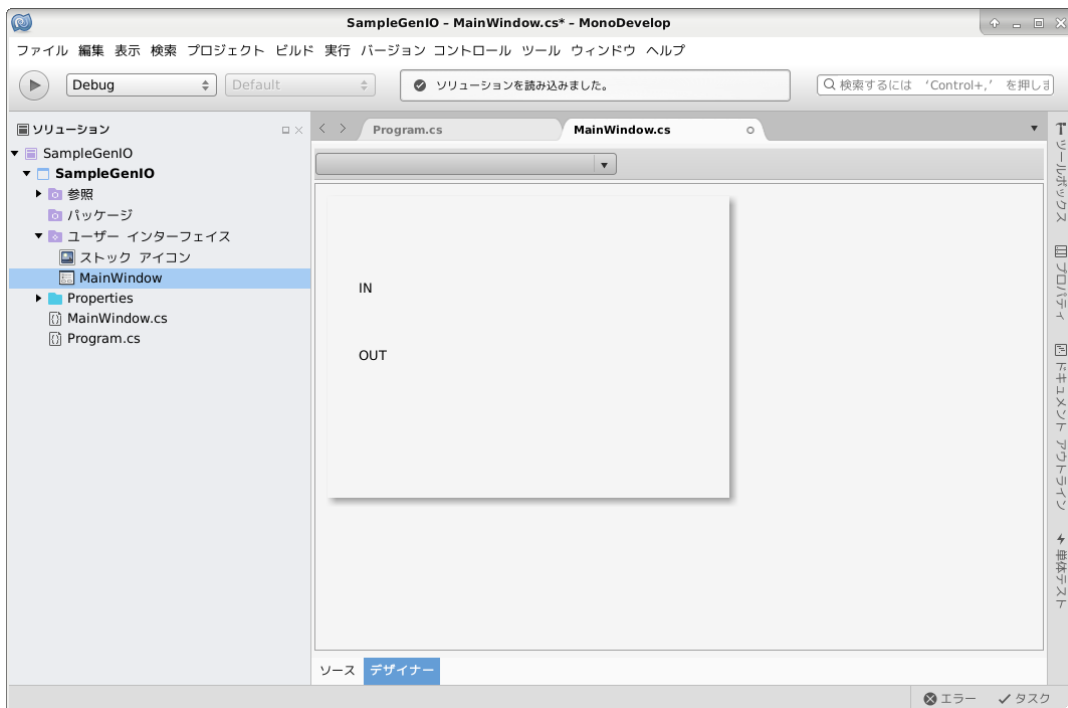 SampleGenIO – MainWindow.cs* – MonoDevelop
ファイル 編集 表示 検索 プロジェクト ビルド 実行 バージョン コントロール ツール ウィンドウ ヘルプ
Debug Default ソリューションを読み込みました。 検索するには ‘Control+,’ を押しま
ソリューション
SampleGenIO
SampleGenIO
参照
パッケージ
ユーザー インターフェイス
ストック アイコン
MainWindow
Properties
MainWindow.cs
Program.cs
Program.cs MainWindow.cs
IN
OUT
ソース デザイナー
ツールボックス
プロパティ
ドキュメント アウトライン
単体テスト
エラー タスク